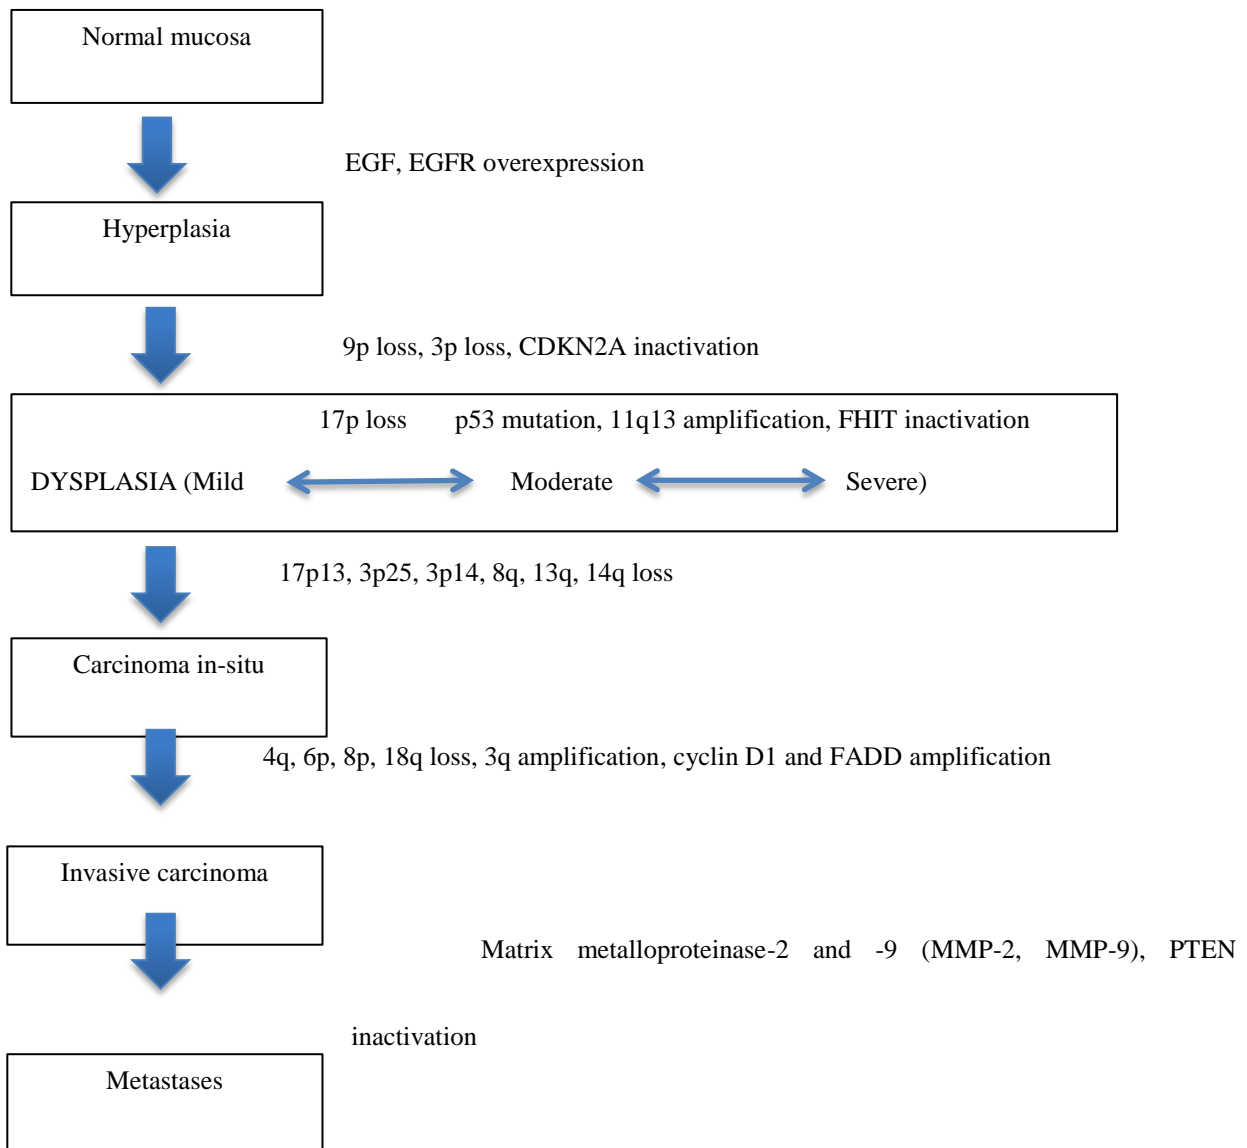 Normal mucosa
EGF, EGFR overexpression
Hyperplasia
9p loss, 3p loss, CDKN2A inactivation
17p loss p53 mutation, 11q13 amplification, FHIT inactivation
DYSPLASIA (Mild Moderate Severe)
17p13, 3p25, 3p14, 8q, 13q, 14q loss
Carcinoma in-situ
4q, 6p, 8p, 18q loss, 3q amplification, cyclin D1 and FADD amplification
Invasive carcinoma
Matrix metalloproteinase-2 and -9 (MMP-2, MMP-9), PTEN
inactivation
Metastases